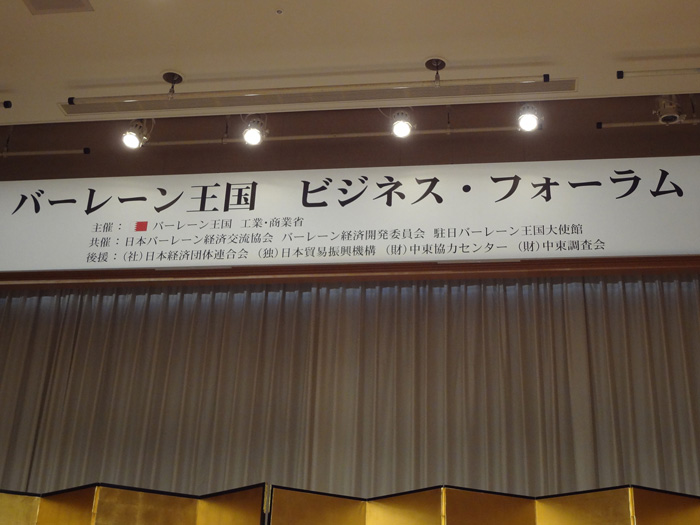 バーレーン王国　ビジネス・フォーラム
主催： バーレーン王国 工業・商業省
共催：日本バーレーン経済交流協会 バーレーン経済開発委員会 駐日バーレーン王国大使館
後援：（社）日本経済団体連合会 （独）日本貿易振興機構 （財）中東協力センター （財）中東調査会